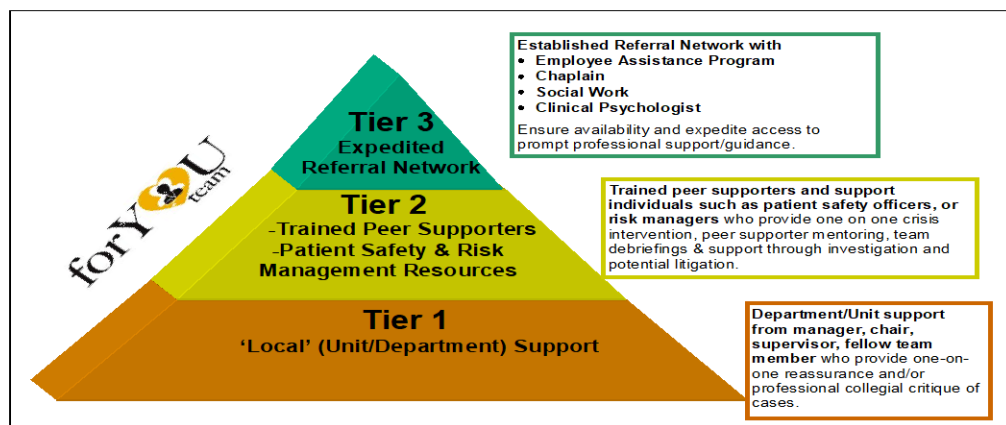 forYOU
team
Tier 3
Expedited
Referral Network
Tier 2
-Trained Peer Supporters
-Patient Safety & Risk
Management Resources
Tier 1
‘Local’ (Unit/Department) Support
Established Referral Network with
• Employee Assistance Program
• Chaplain
• Social Work
• Clinical Psychologist
Ensure availability and expedite access to
prompt professional support/guidance.
Trained peer supporters and support
individuals such as patient safety officers, or
risk managers who provide one on one crisis
intervention, peer supporter mentoring, team
debriefings & support through investigation and
potential litigation.
Department/Unit support
from manager, chair,
supervisor, fellow team
member who provide one-on-
one reassurance and/or
professional collegial critique of
cases.